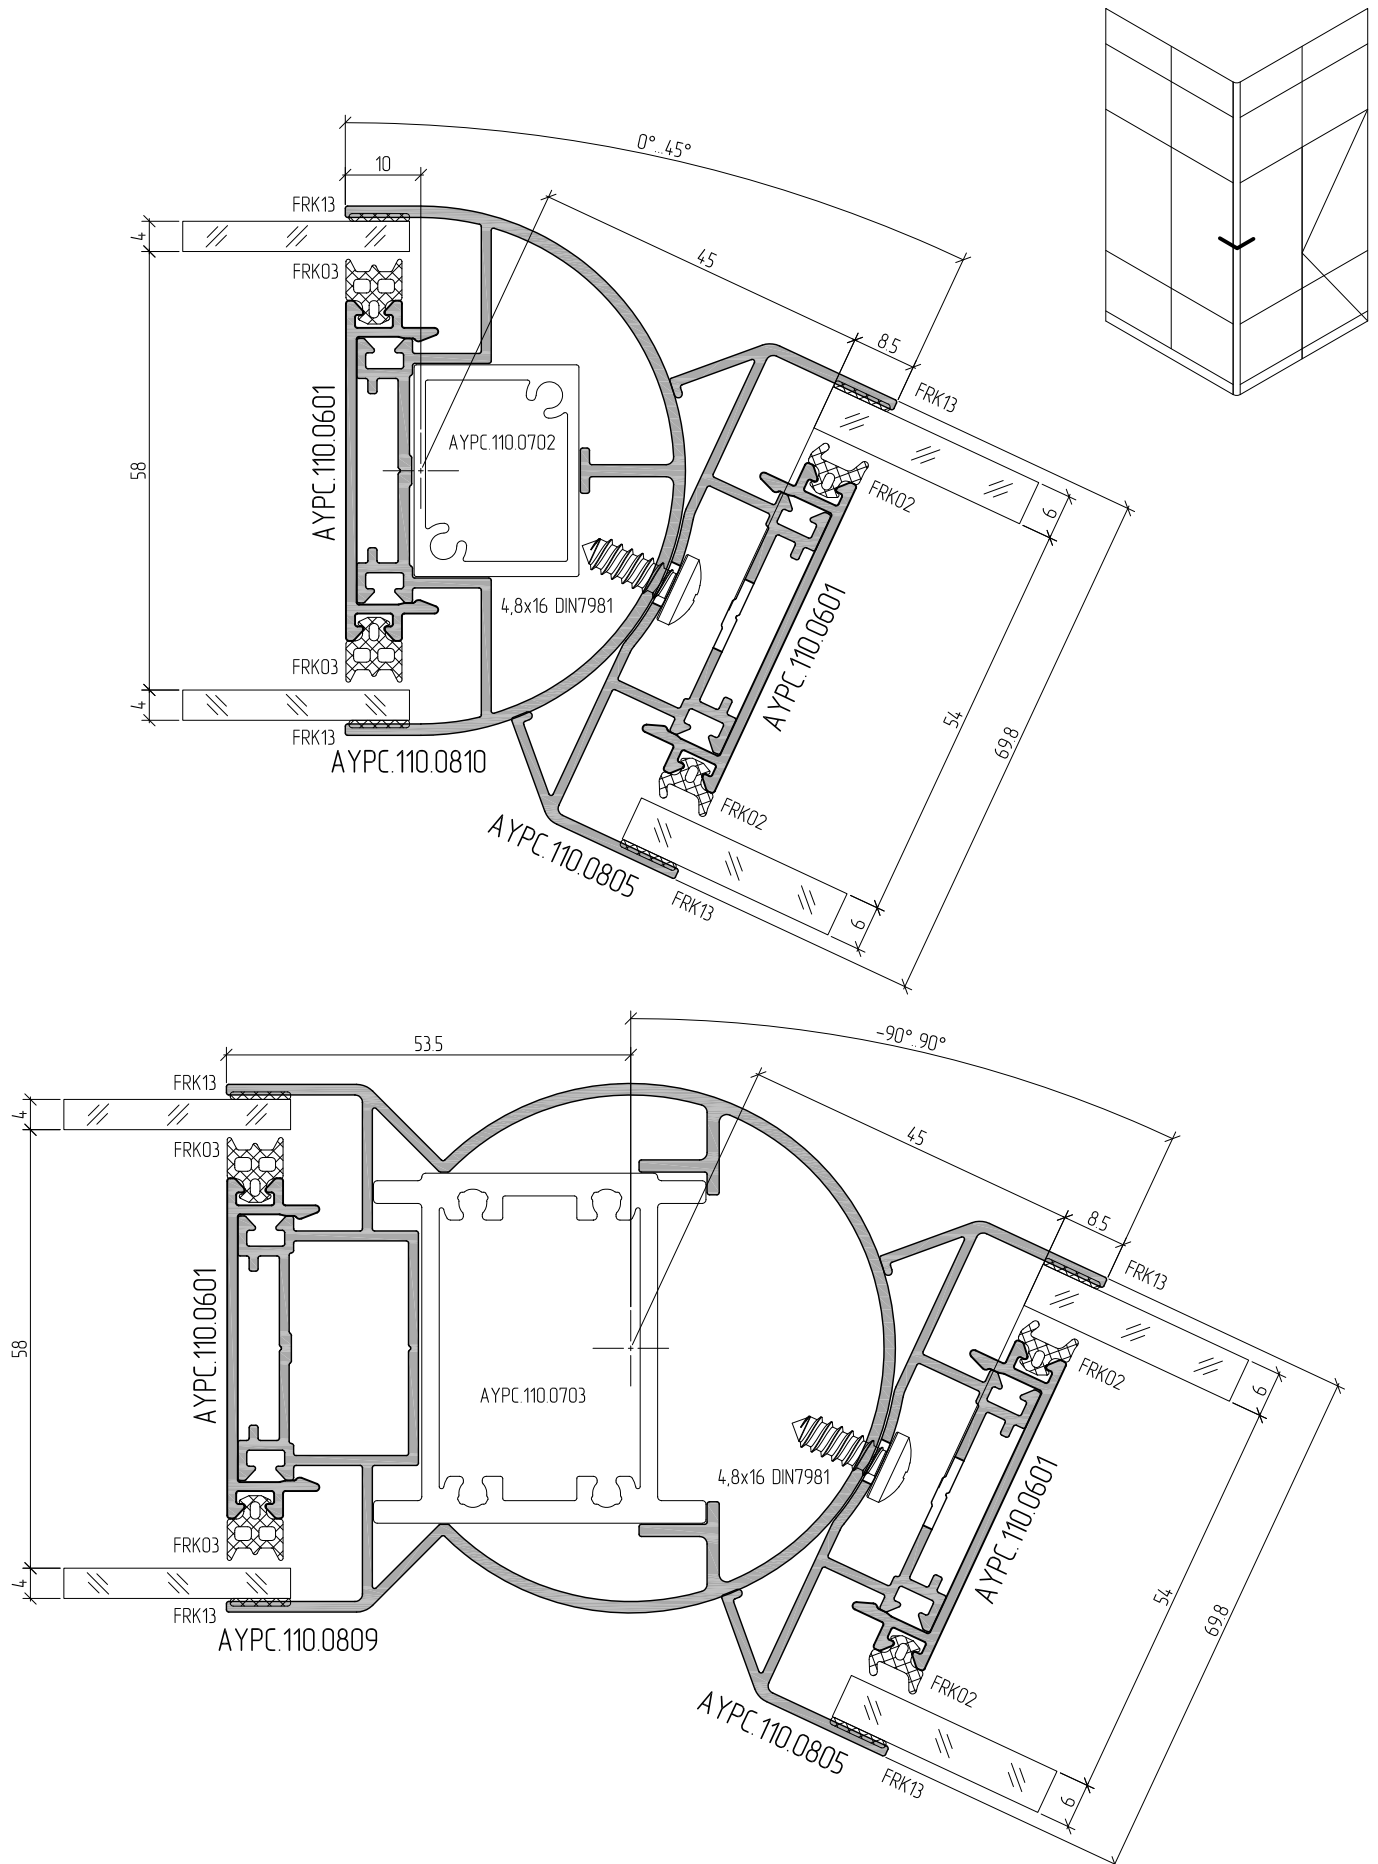 0°...45°
10
FRK13
45
4
8.5
FRK03
FRK13
AYPC.110.0601
AYPC.110.0702
58
FRK02
6
4,8x16 DIN7981
AYPC.110.0601
FRK03
4
54
69.8
FRK13
AYPC.110.0810
FRK02
AYPC.110.0805
FRK13
6
53.5
-90°...90°
FRK13
4
45
FRK03
8.5
FRK13
AYPC.110.0601
58
FRK02
6
AYPC.110.0703
4,8x16 DIN7981
AYPC.110.0601
FRK03
4
54
69.8
FRK13
AYPC.110.0809
FRK02
AYPC.110.0805
FRK13
6